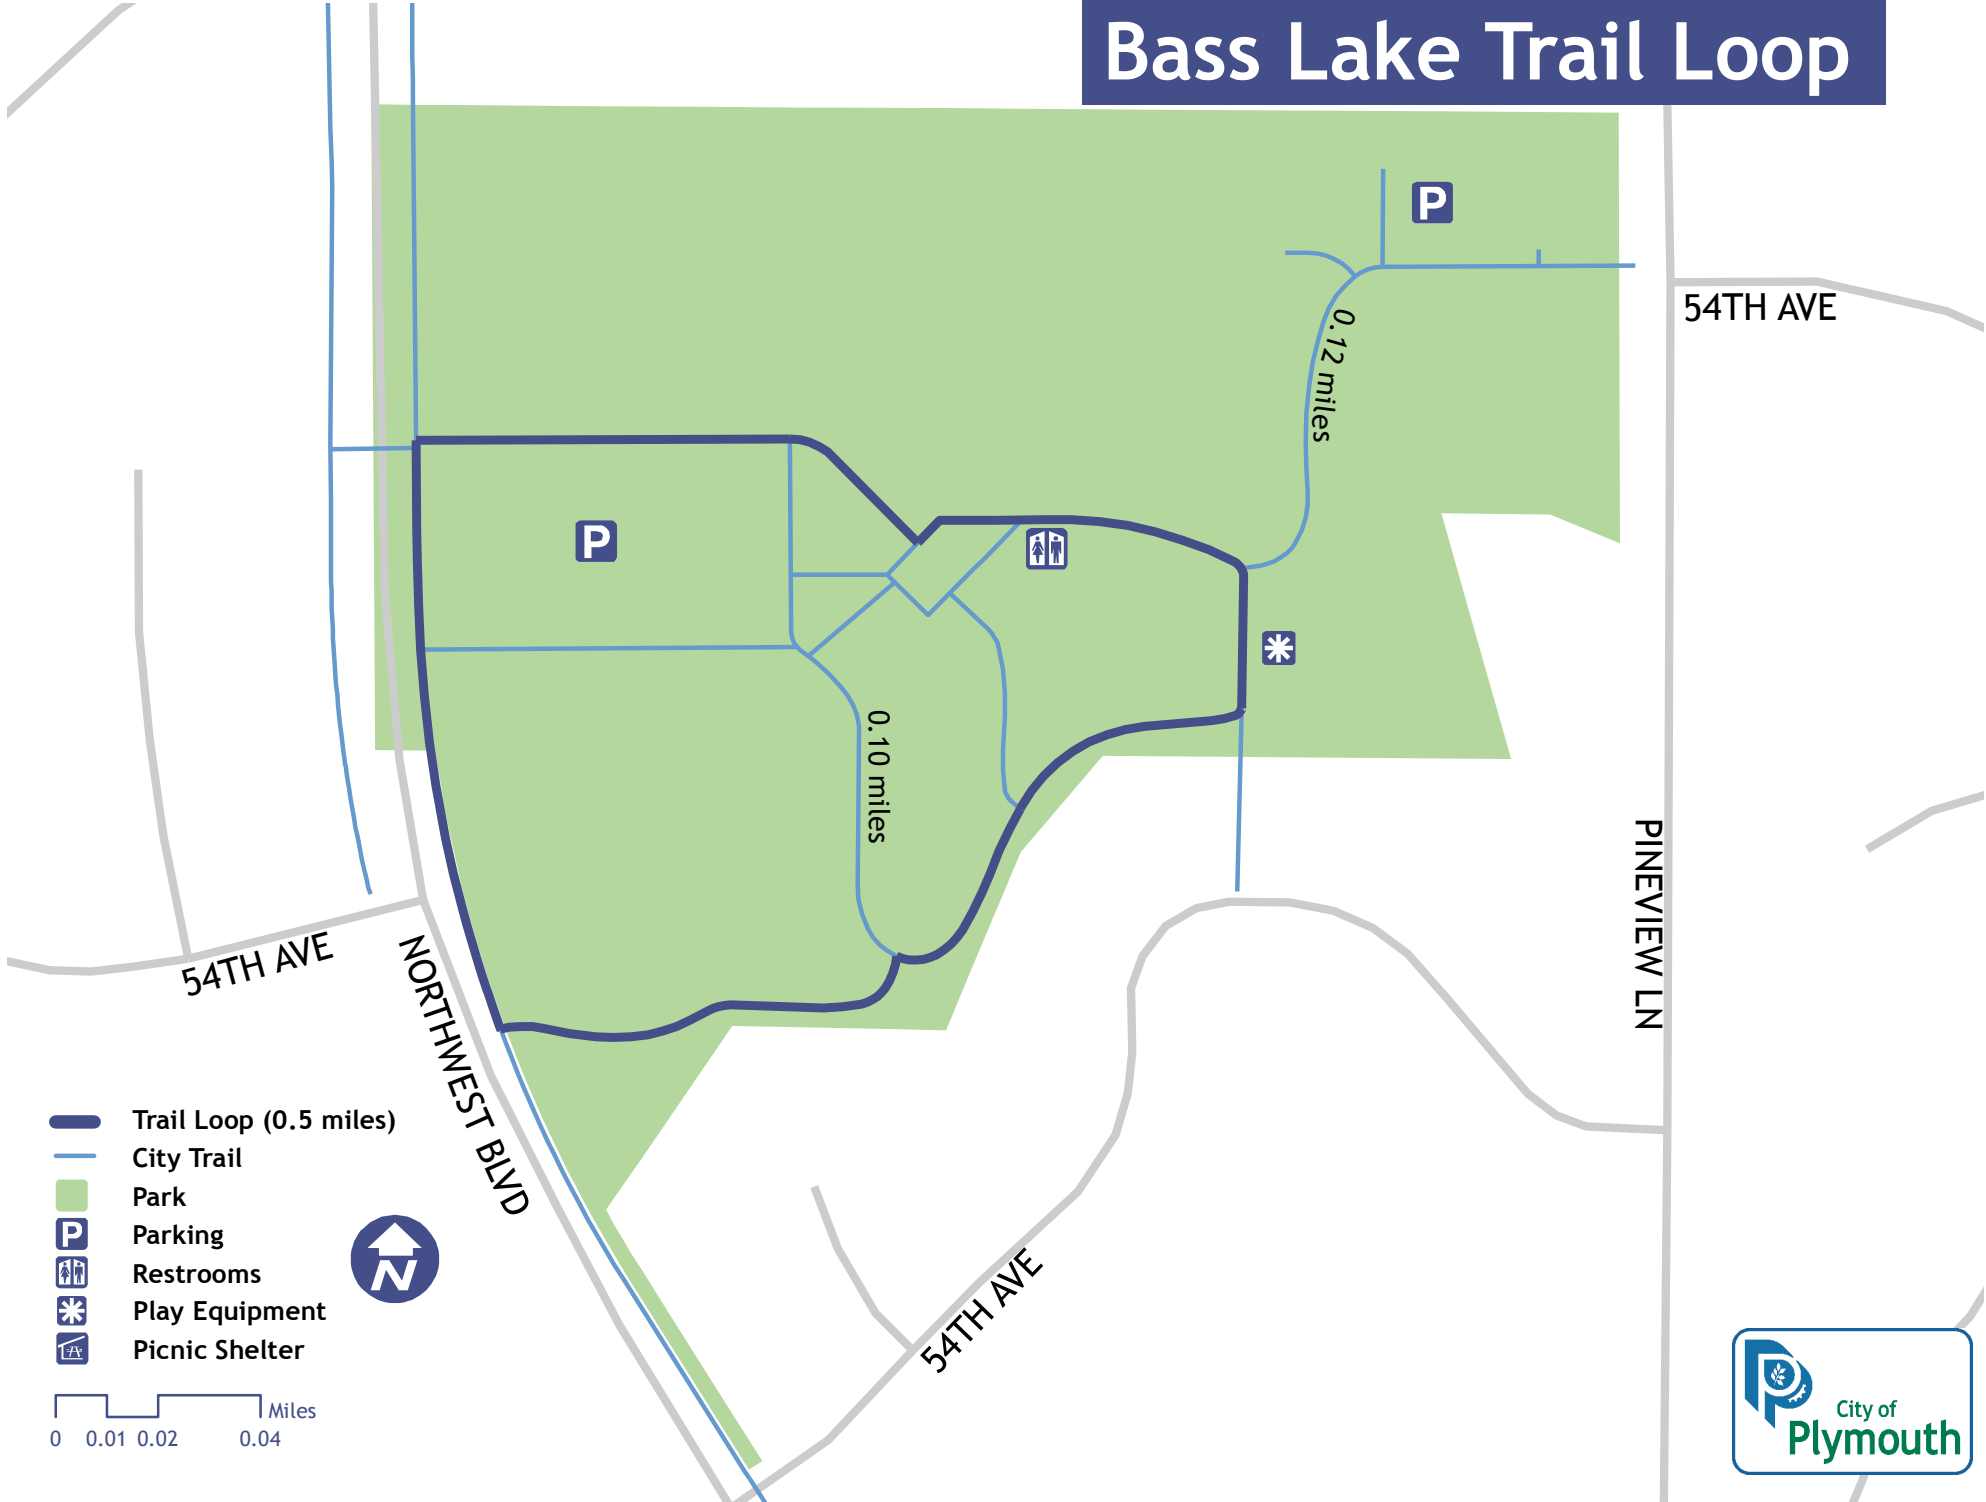 Bass Lake Trail Loop
P
54TH AVE
0.12 miles
P
0.10 miles
PINEVIEW LN
54TH AVE
NORTHWEST BLVD
54TH AVE
Trail Loop (0.5 miles)
City Trail
Park
P Parking
Restrooms
Play Equipment
Picnic Shelter
N
Miles
0 0.01 0.02 0.04
City of
Plymouth